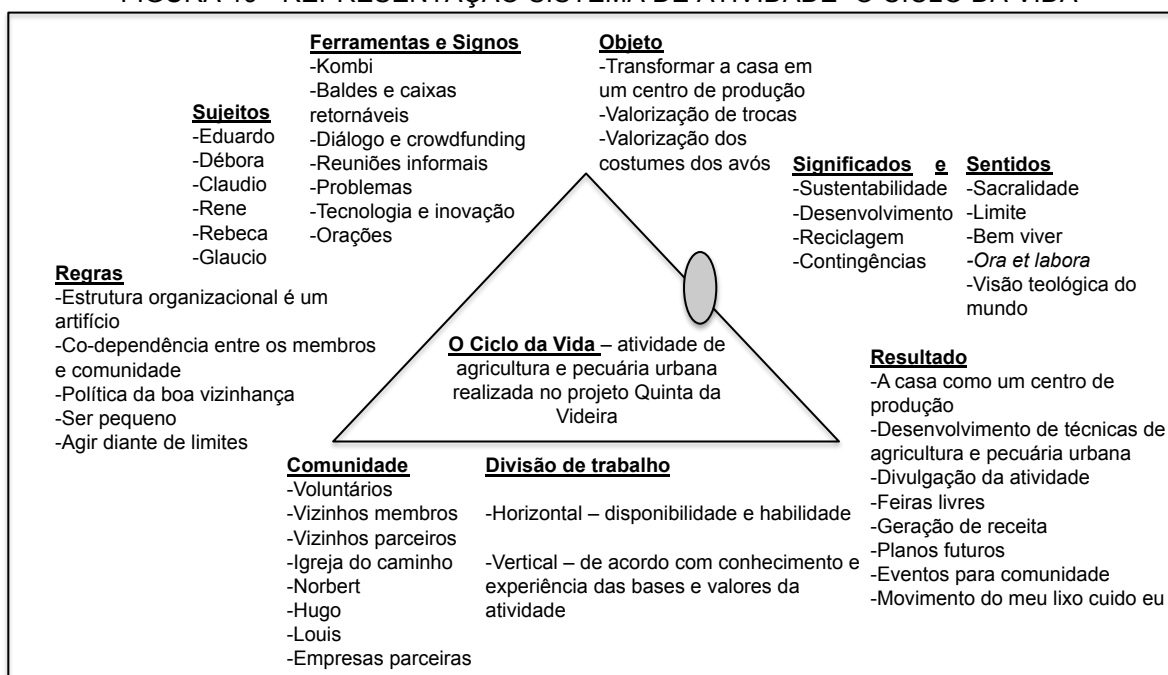 FIGURA 10 - REPRESENTAÇÃO SISTEMA DE ATIVIDADE "O CICLO DA VIDA"
Ferramentas e Signos
-Kombi
-Baldes e caixas
retornáveis
-Diálogo e crowdfunding
-Reuniões informais
-Problemas
-Tecnologia e inovação
-Orações
Objeto
-Transformar a casa em
um centro de produção
-Valorização de trocas
-Valorização dos
costumes dos avós
Sujeitos
-Eduardo
-Débora
-Claudio
-Rene
-Rebeca
-Glaucio
Significados e Sentidos
-Sustentabilidade
-Desenvolvimento
-Reciclagem
-Contingências
-Sacralidade
-Limite
-Bem viver
-Ora et labora
-Visão teológica do
mundo
Regras
-Estrutura organizacional é um
artifício
-Co-dependência entre os membros
e comunidade
-Política da boa vizinhança
-Ser pequeno
-Agir diante de limites
O Ciclo da Vida – atividade de
agricultura e pecuária urbana
realizada no projeto Quinta da
Videira
Resultado
-A casa como um centro de
produção
-Desenvolvimento de técnicas de
agricultura e pecuária urbana
-Divulgação da atividade
-Feiras livres
-Geração de receita
-Planos futuros
-Eventos para comunidade
-Movimento do meu lixo cuido eu
Comunidade
-Voluntários
-Vizinhos membros
-Vizinhos parceiros
-Igreja do caminho
-Norbert
-Hugo
-Louis
-Empresas parceiras
Divisão de trabalho
-Horizontal – disponibilidade e habilidade
-Vertical – de acordo com conhecimento e
experiência das bases e valores da
atividade